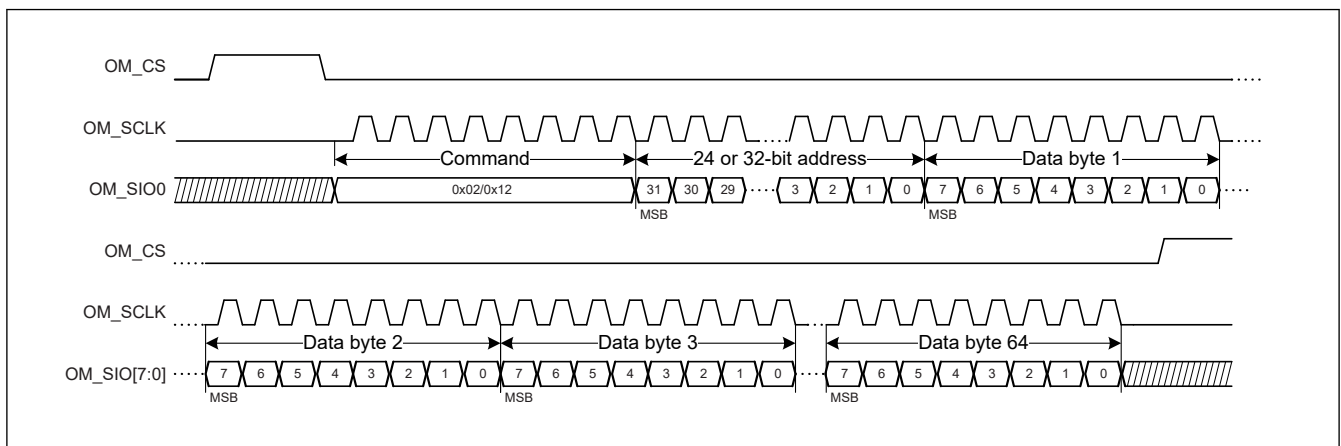 OM_CS
OM_SCLK
Command 24 or 32-bit address Data byte 1
OM_SIO0 0x02/0x12 31 30 29 3 2 1 0 7 6 5 4 3 2 1 0
MSB MSB
OM_CS
OM_SCLK
Data byte 2 Data byte 3 Data byte 64
OM_SIO[7:0] 7 6 5 4 3 2 1 0 7 6 5 4 3 2 1 0 7 6 5 4 3 2 1 0
MSB MSB MSB